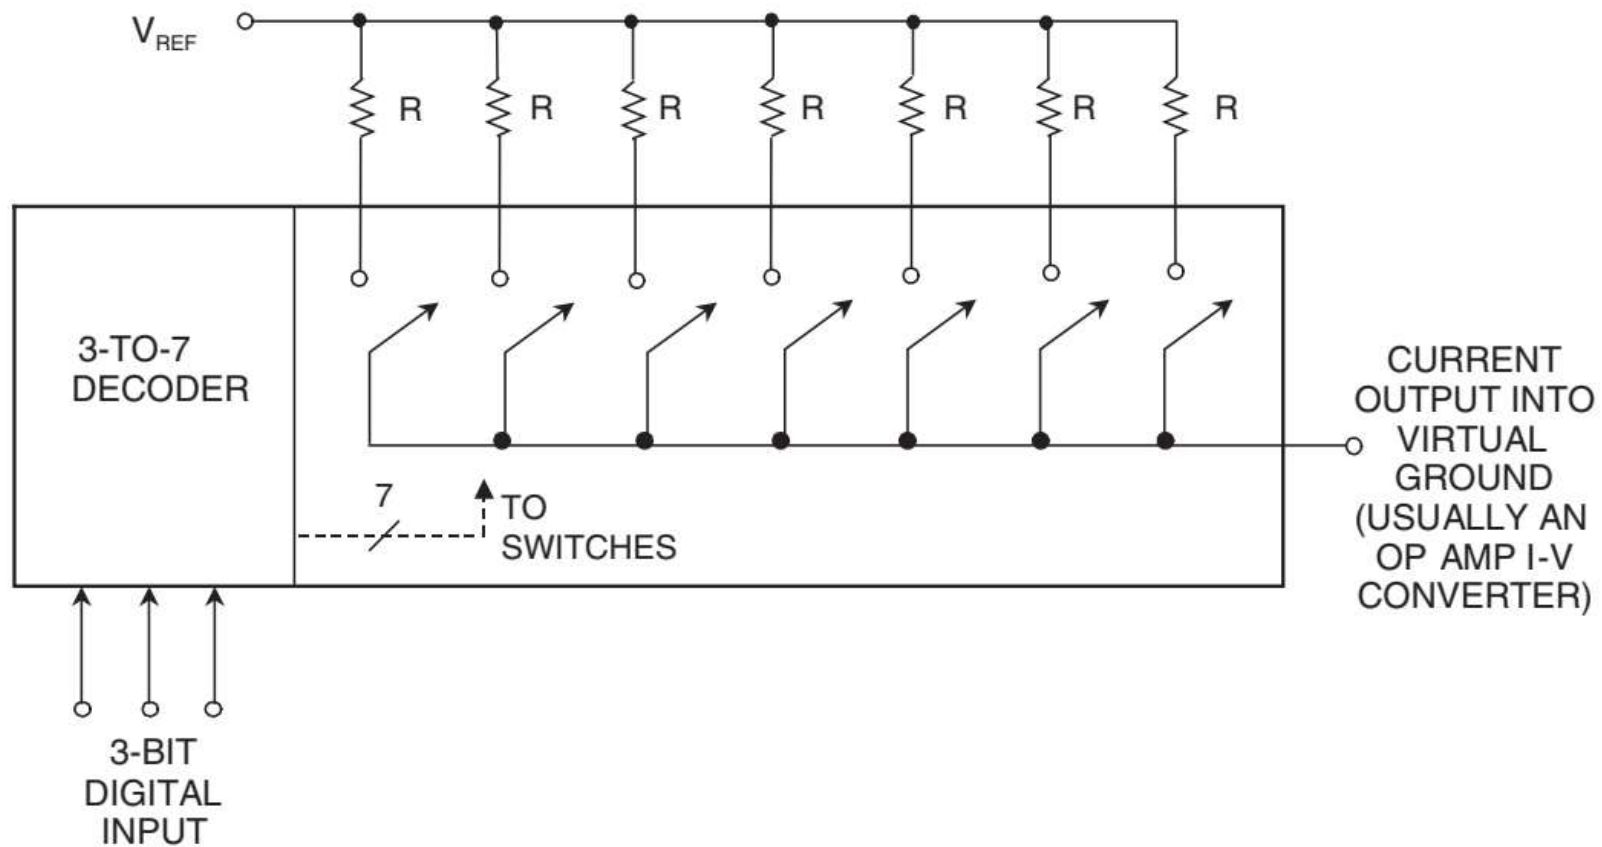 V_REF
R
R
R
R
R
R
R
3-TO-7
DECODER
7
TO
SWITCHES
CURRENT
OUTPUT INTO
VIRTUAL
GROUND
(USUALLY AN
OP AMP I-V
CONVERTER)
3-BIT
DIGITAL
INPUT